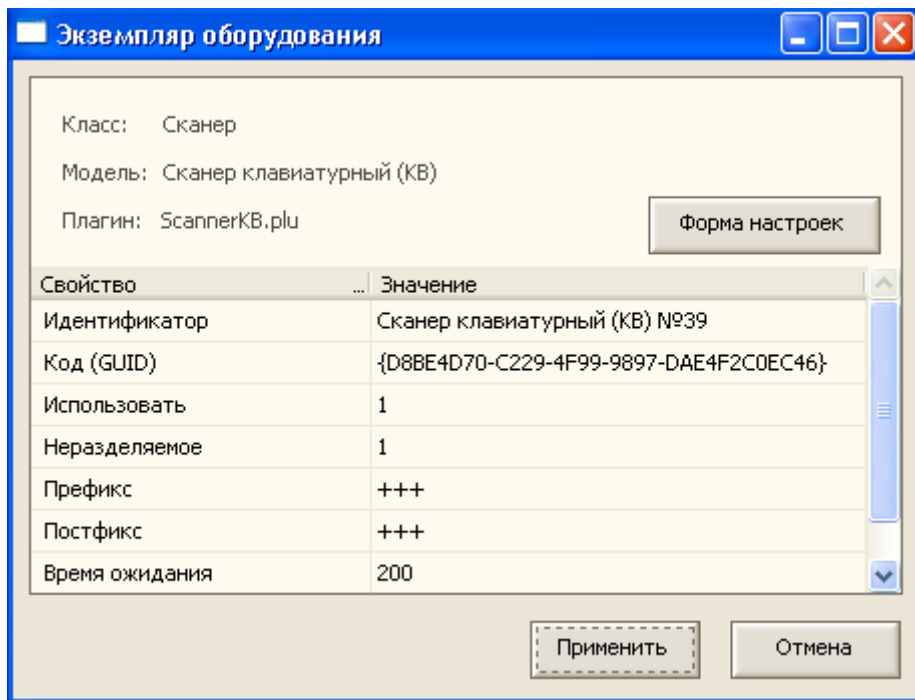 Экземпляр оборудования
Класс: Сканер
Модель: Сканер клавиатурный (КВ)
Плагин: ScannerKB.plu
Форма настроек
Свойство ... Значение
Идентификатор Сканер клавиатурный (КВ) №39
Код (GUID) {D8BE4D70-C229-4F99-9897-DAE4F2C0EC46}
Использовать 1
Неразделяемое 1
Префикс +++
Постфикс +++
Время ожидания 200
Применить Отмена